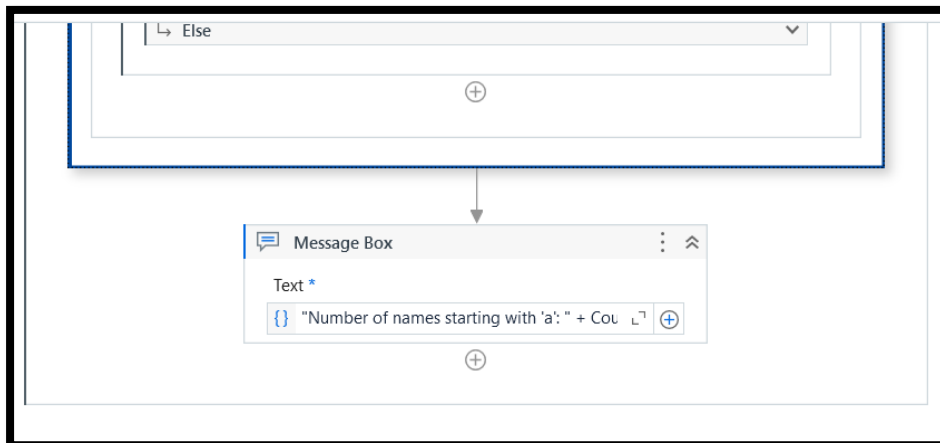 Else
Message Box
Text *
{} "Number of names starting with 'a': " + Cou